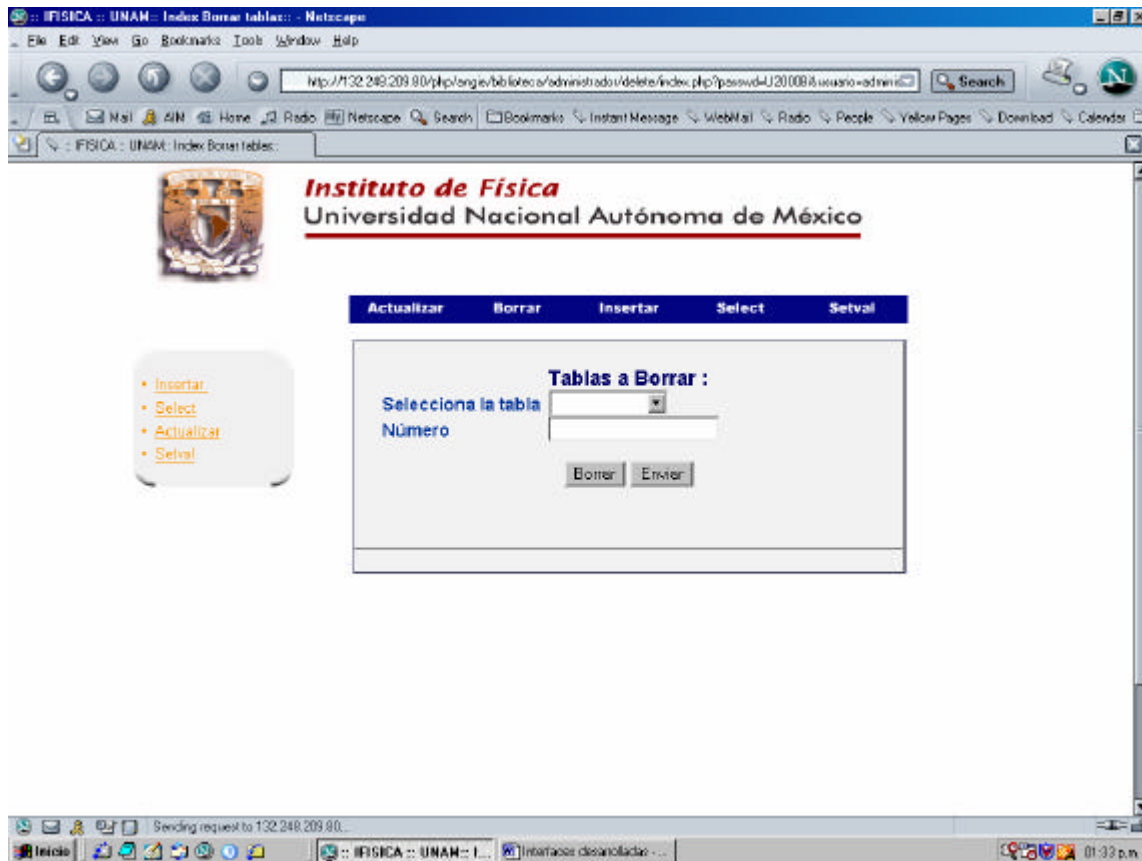 :: IFISICA :: UNAM:: Index Borrar tablas:: - Netscape
File Edit View Go Bookmarks Tools Window Help
Search
Mail AIM Home Radio Netscape Search Bookmarks Instant Message WebMail Radio People Yellow Pages Download Calendar
:: IFISICA :: UNAM:: Index Borrar tablas::
Instituto de Física
Universidad Nacional Autónoma de México
Actualizar Borrar Insertar Select Setval
Insertar
Select
Actualizar
Setval
Tablas a Borrar :
Selecciona la tabla
Número
Borrar Enviar
Sending request to 132.248.209.80...
Inicio :: IFISICA :: UNAM:: I... Interfaces desarolladas - ... 01:33 p.m.